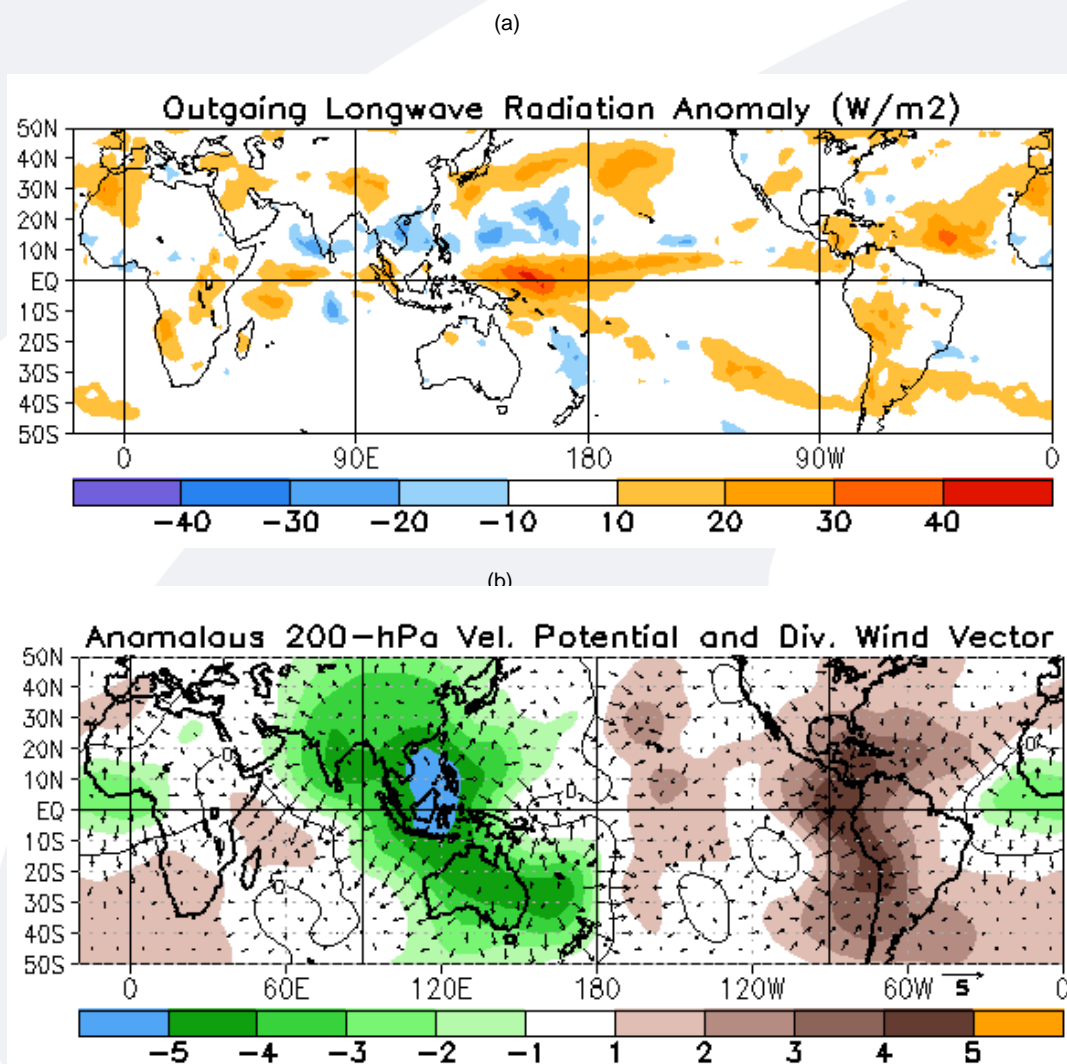 (a)
Outgoing Longwave Radiation Anomaly (W/m2)
50N
40N
30N
20N
10N
EQ
10S
20S
30S
40S
50S
0 90E 180 90W 0
-40 -30 -20 -10 10 20 30 40
(b)
Anomalaus 200-hPa Vel. Potential and Div. Wind Vector
50N
40N
30N
20N
10N
EQ
10S
20S
30S
40S
50S
0 60E 120E 180 120W 60W 5 0
-5 -4 -3 -2 -1 1 2 3 4 5